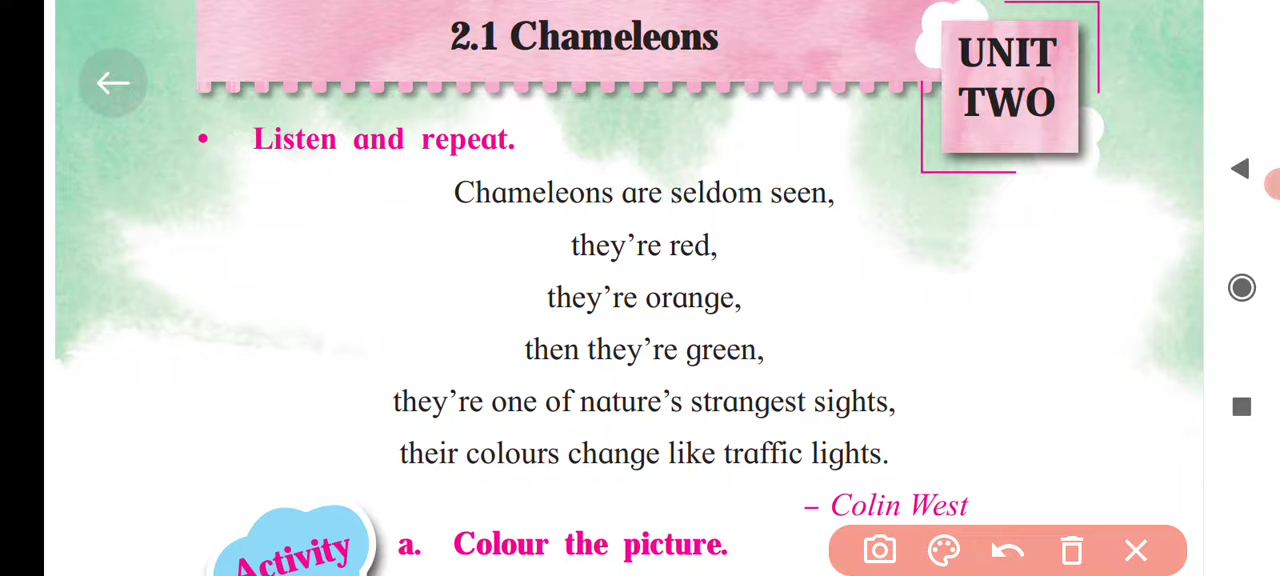 2.1 Chameleons
UNIT
TWO
• Listen and repeat.
Chameleons are seldom seen,
they’re red,
they’re orange,
then they’re green,
they’re one of nature’s strangest sights,
their colours change like traffic lights.
– Colin West
Activity
a. Colour the picture.